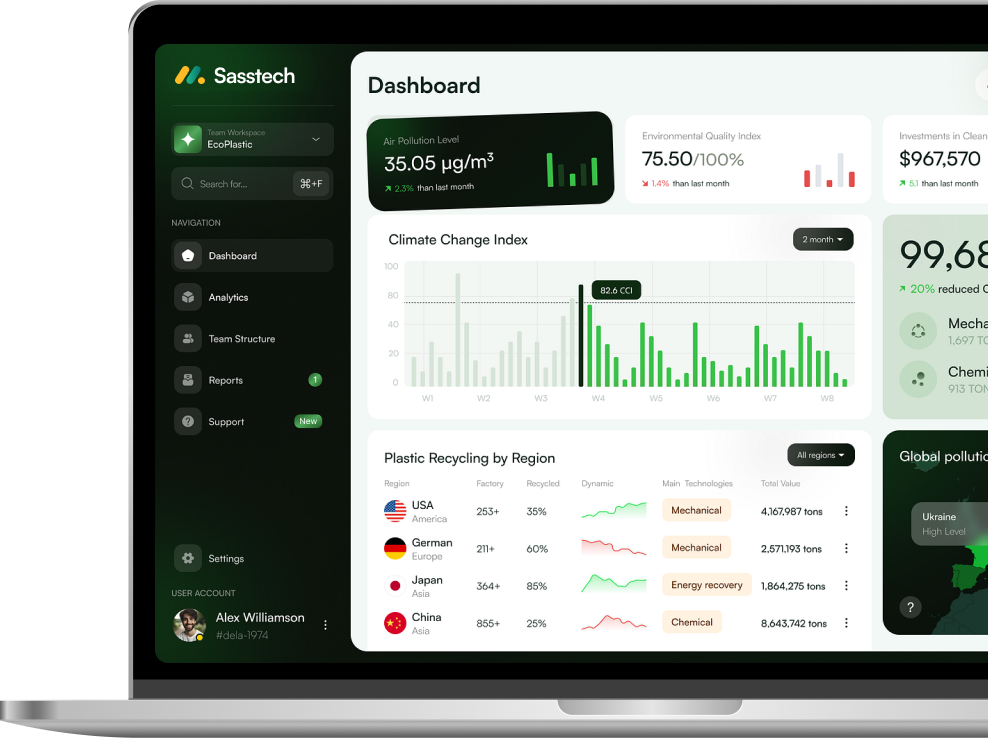 Sasstech
Team Workspace
EcoPlastic
Search for...
⌘+F
NAVIGATION
Dashboard
Analytics
Team Structure
Reports
1
Support
New
Settings
USER ACCOUNT
Alex Williamson
#dela-1974
Dashboard
Air Pollution Level
35.05 µg/m³
2.3% than last month
Environmental Quality Index
75.50/100%
1.4% than last month
Investments in Clean
$967,570
5.1 than last month
Climate Change Index
2 month
100
80
40
20
0
82.6 CCI
W1 W2 W3 W4 W5 W6 W7 W8
99,68
20% reduced
Mecha
1,697 TO
Chemi
913 TON
Plastic Recycling by Region
All regions
Region Factory Recycled Dynamic Main Technologies Total Value
USA
America
253+ 35% Mechanical 4,167,987 tons
German
Europe
211+ 60% Mechanical 2,571,193 tons
Japan
Asia
364+ 85% Energy recovery 1,864,275 tons
China
Asia
855+ 25% Chemical 8,643,742 tons
Global pollutio
Ukraine
High Level
?